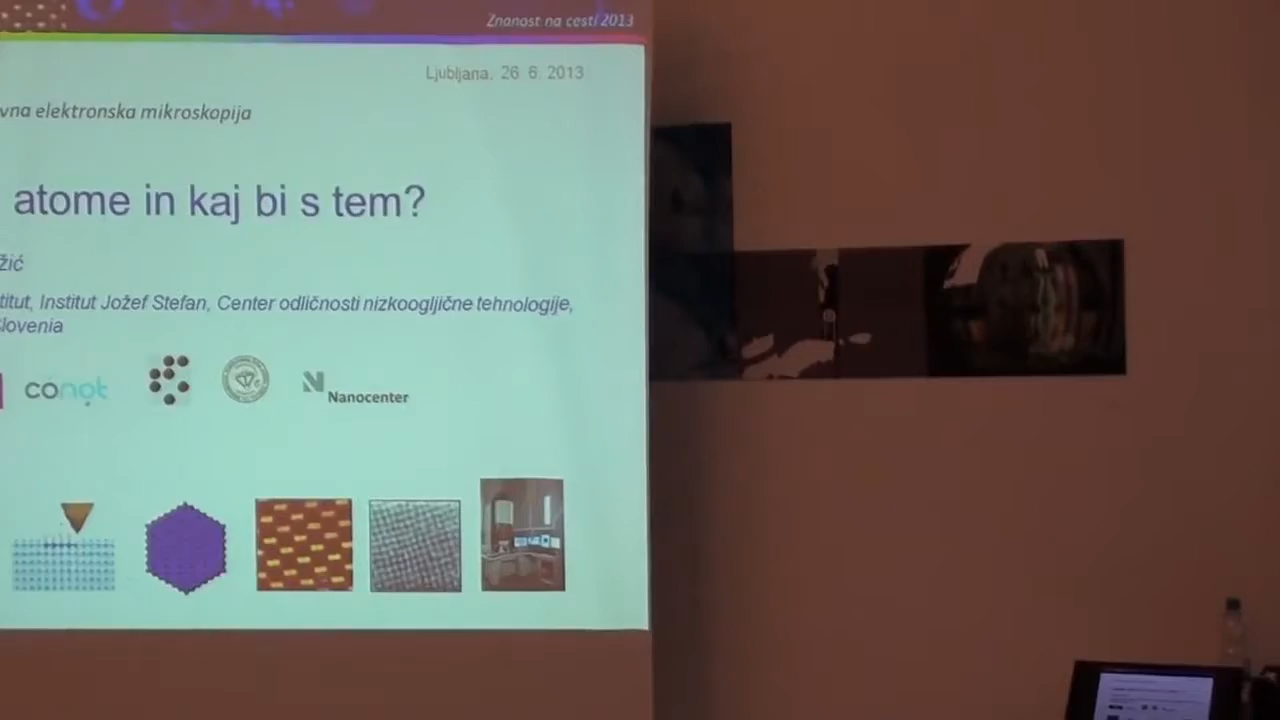 Znanost na cesti 2013
Ljubljana, 26 6. 2013
vna elektronska mikroskopija
atome in kaj bi s tem?
žić
titut, Institut Jožef Stefan, Center odličnosti nizkoogljične tehnologije,
Slovenia
conot
Nanocenter